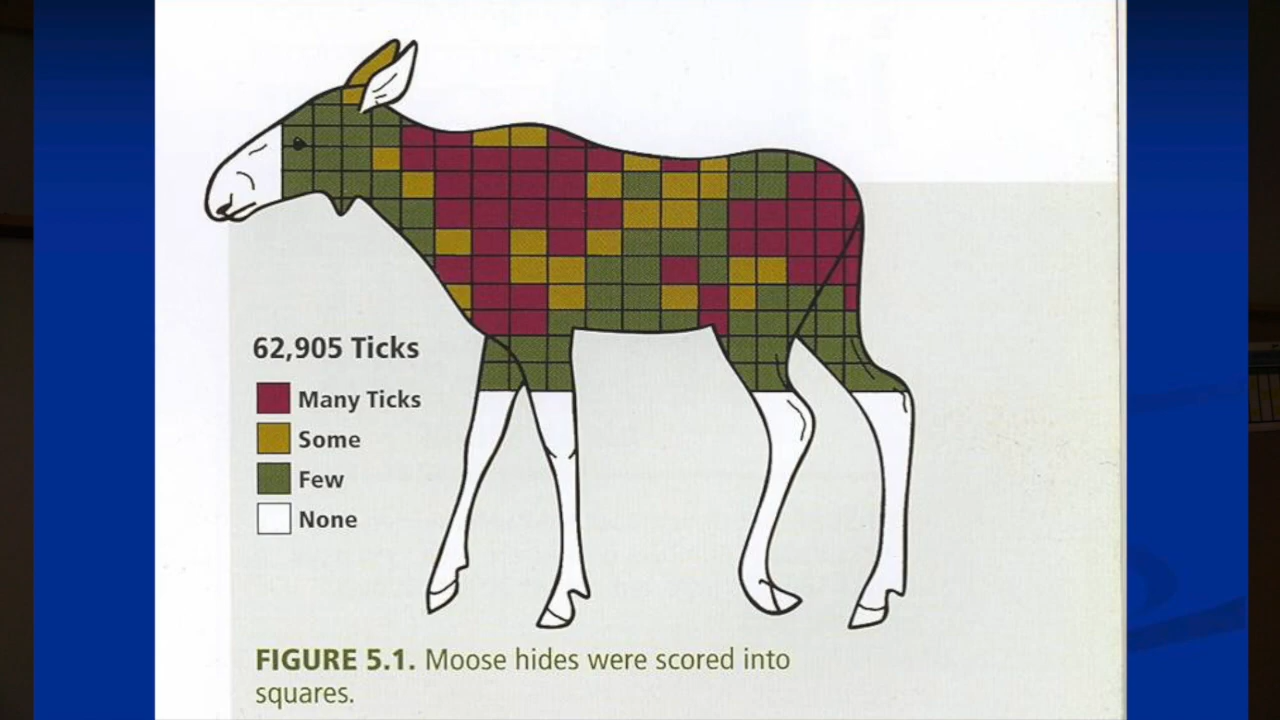 62,905 Ticks
Many Ticks
Some
Few
None
FIGURE 5.1. Moose hides were scored into
squares.